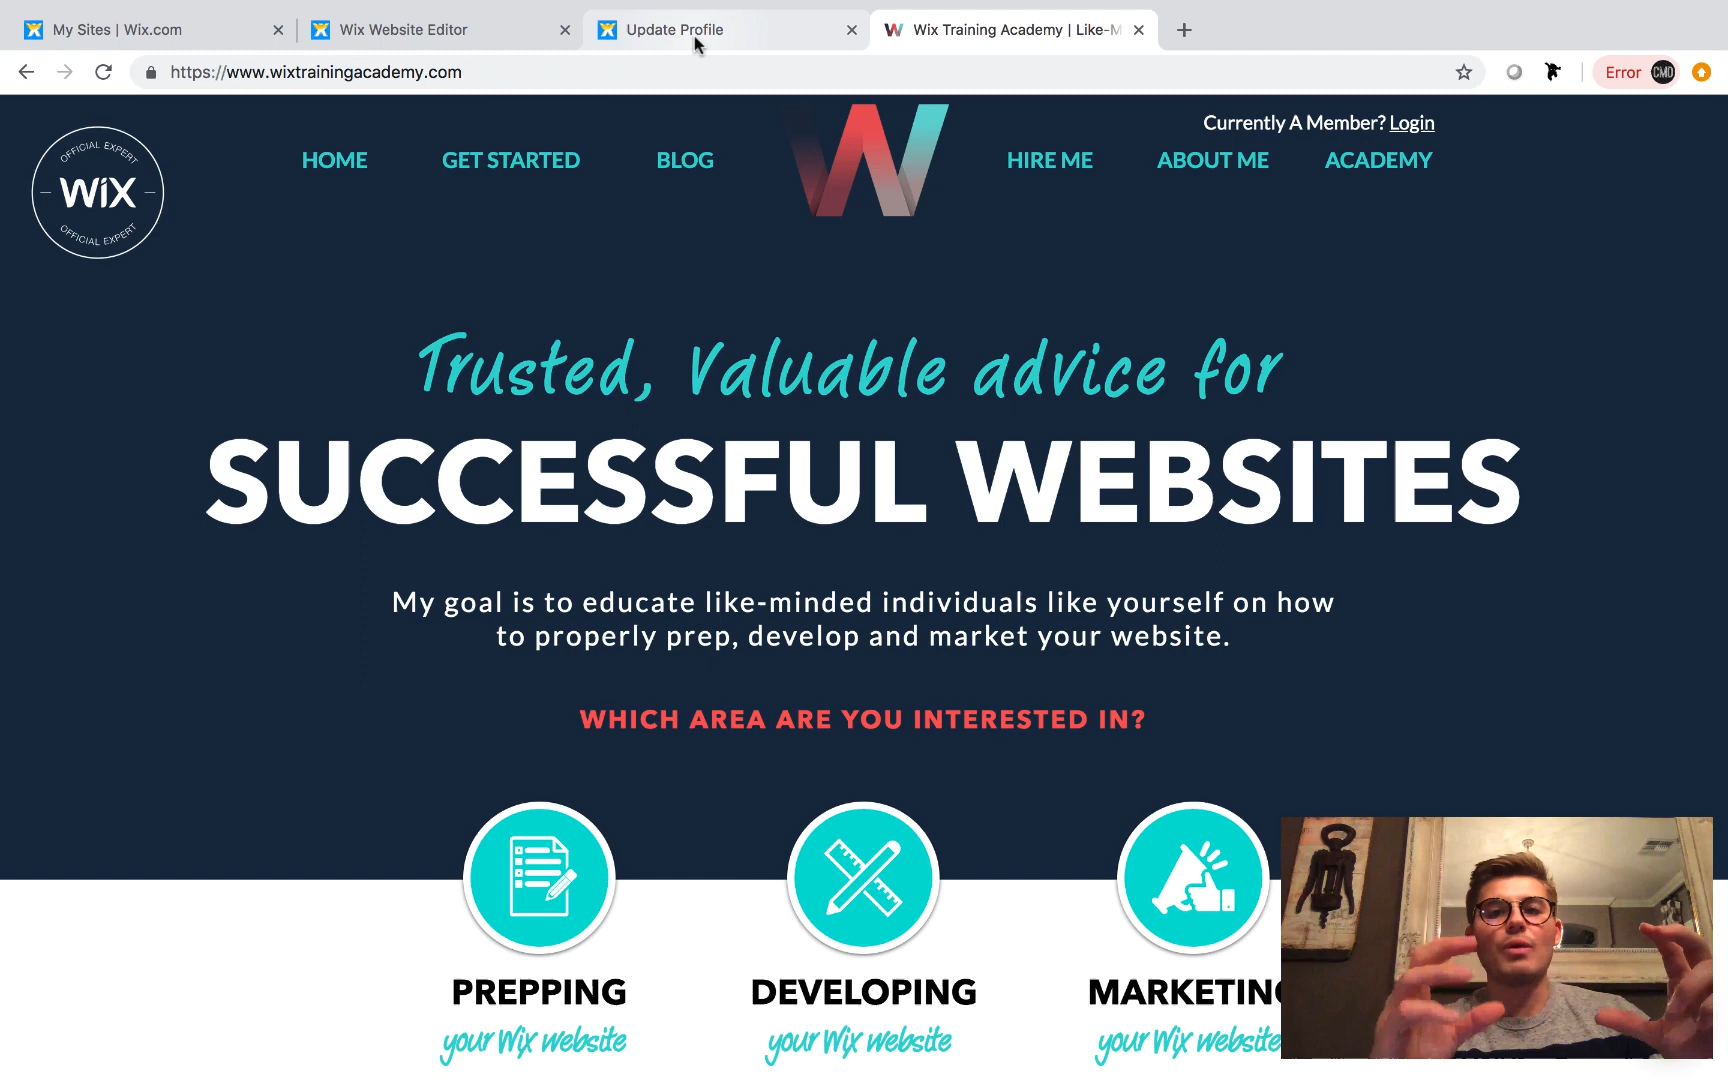 My Sites | Wix.com
Wix Website Editor
Update Profile
Wix Training Academy | Like-M
https://www.wixtrainingacademy.com
Error
CMD
Currently A Member? Login
OFFICIAL EXPERT
WiX
OFFICIAL EXPERT
HOME
GET STARTED
BLOG
W
HIRE ME
ABOUT ME
ACADEMY
Trusted, Valuable advice for
SUCCESSFUL WEBSITES
My goal is to educate like-minded individuals like yourself on how
to properly prep, develop and market your website.
WHICH AREA ARE YOU INTERESTED IN?
PREPPING
your Wix website
DEVELOPING
your Wix website
MARKETING
your Wix website